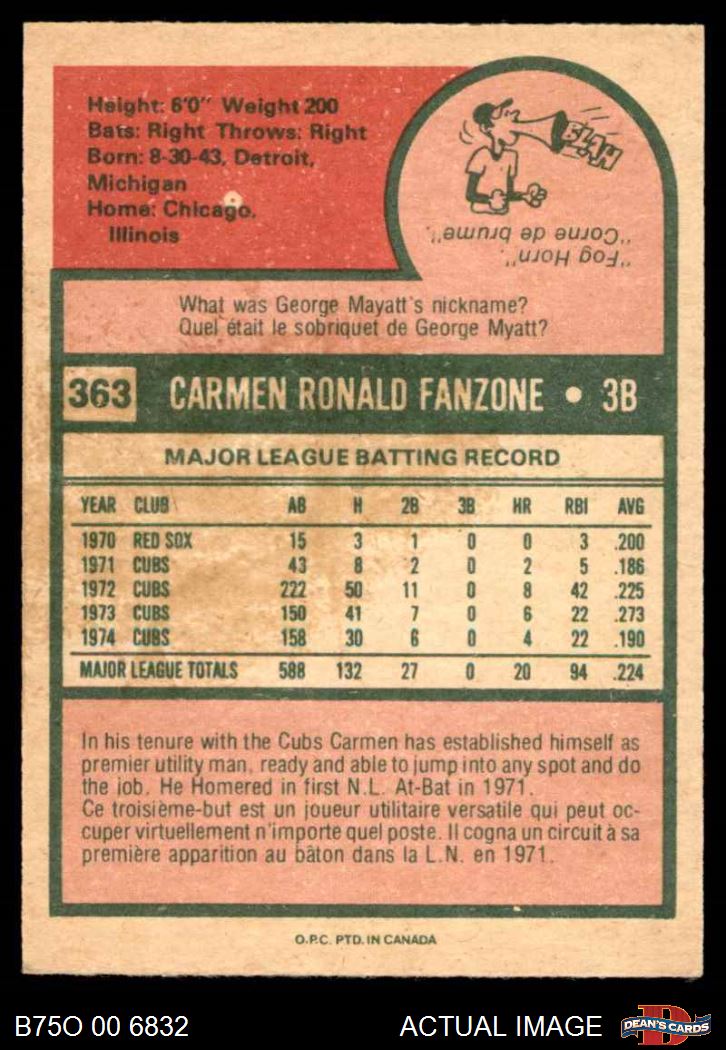 Height: 6'0" Weight 200
Bats: Right Throws: Right
Born: 8-30-43, Detroit,
Michigan
Home: Chicago,
Illinois
BLAH
"Fog Horn".
"Corne de brume".
What was George Mayatt's nickname?
Quel était le sobriquet de George Myatt?
363 CARMEN RONALD FANZONE • 3B
MAJOR LEAGUE BATTING RECORD
YEAR CLUB AB H 2B 3B HR RBI AVG
1970 RED SOX 15 3 1 0 0 3 .200
1971 CUBS 43 8 2 0 2 5 .186
1972 CUBS 222 50 11 0 8 42 .225
1973 CUBS 150 41 7 0 6 22 .273
1974 CUBS 158 30 6 0 4 22 .190
MAJOR LEAGUE TOTALS 588 132 27 0 20 94 .224
In his tenure with the Cubs Carmen has established himself as
premier utility man, ready and able to jump into any spot and do
the job. He Homered in first N.L. At-Bat in 1971.
Ce troisième-but est un joueur utilitaire versatile qui peut oc-
cuper virtuellement n'importe quel poste. Il cogna un circuit à sa
première apparition au bâton dans la L.N. en 1971.
O.P.C. PTD. IN CANADA
B75O 00 6832 ACTUAL IMAGE
D
DEAN'S CARDS